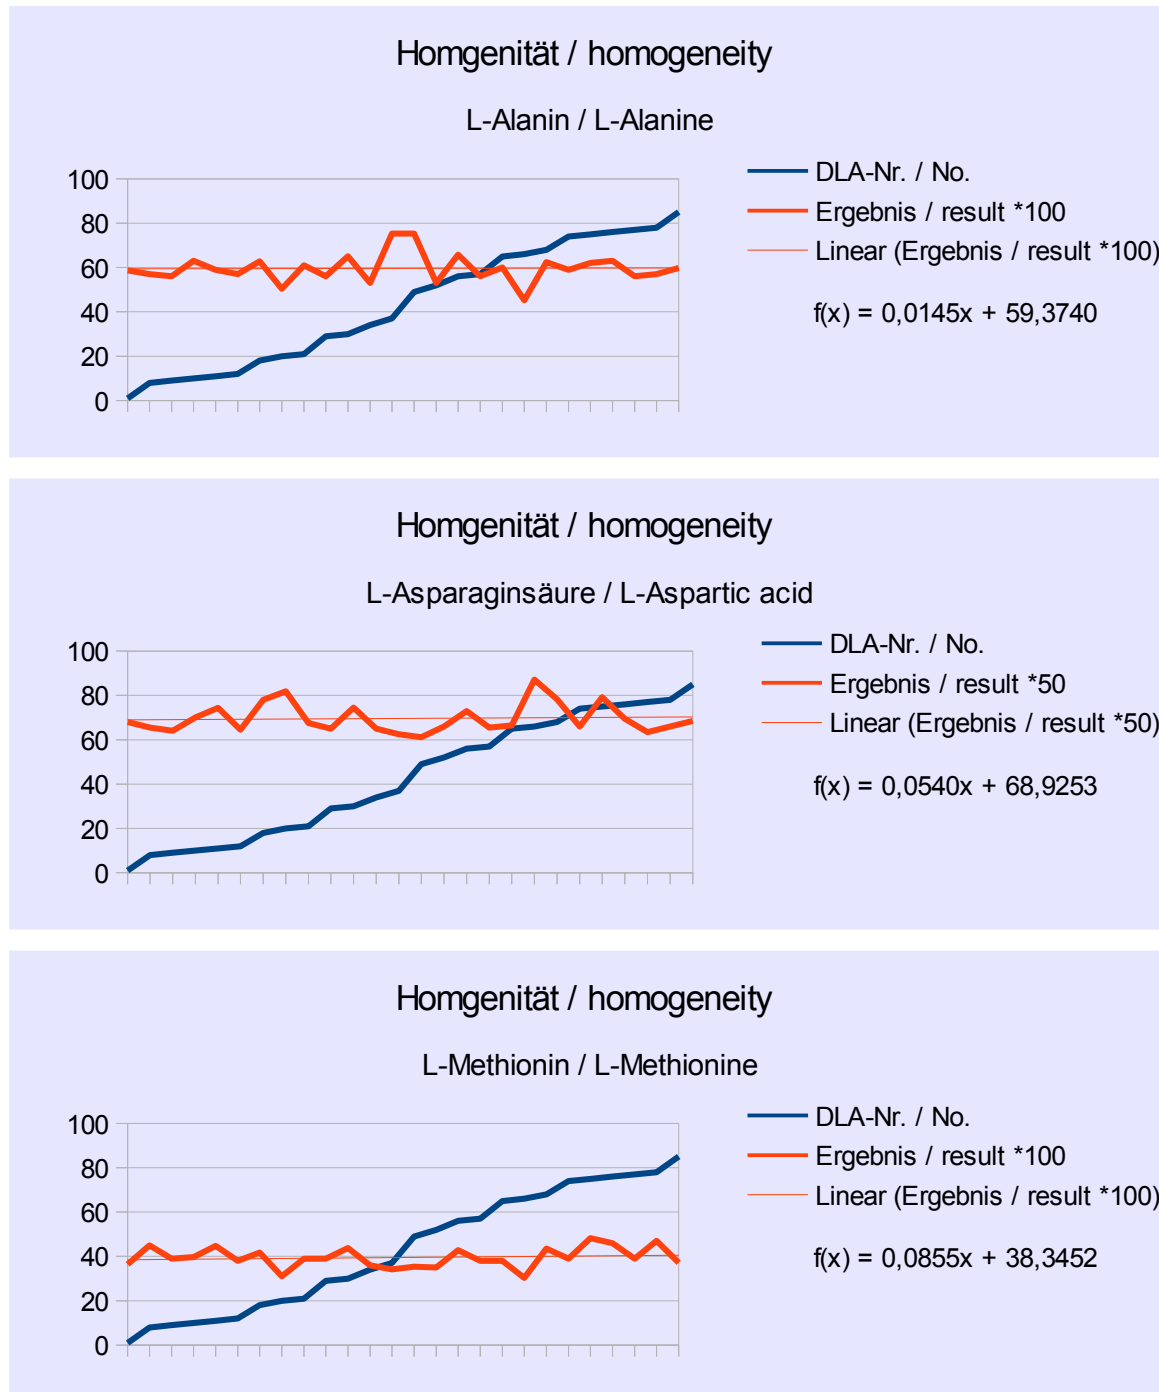 Homgenität / homogeneity
L-Alanin / L-Alanine
100
80
60
40
20
0
DLA-Nr. / No.
Ergebnis / result *100
Linear (Ergebnis / result *100)
f(x) = 0,0145x + 59,3740
Homgenität / homogeneity
L-Asparaginsäure / L-Aspartic acid
100
80
60
40
20
0
DLA-Nr. / No.
Ergebnis / result *50
Linear (Ergebnis / result *50)
f(x) = 0,0540x + 68,9253
Homgenität / homogeneity
L-Methionin / L-Methionine
100
80
60
40
20
0
DLA-Nr. / No.
Ergebnis / result *100
Linear (Ergebnis / result *100)
f(x) = 0,0855x + 38,3452